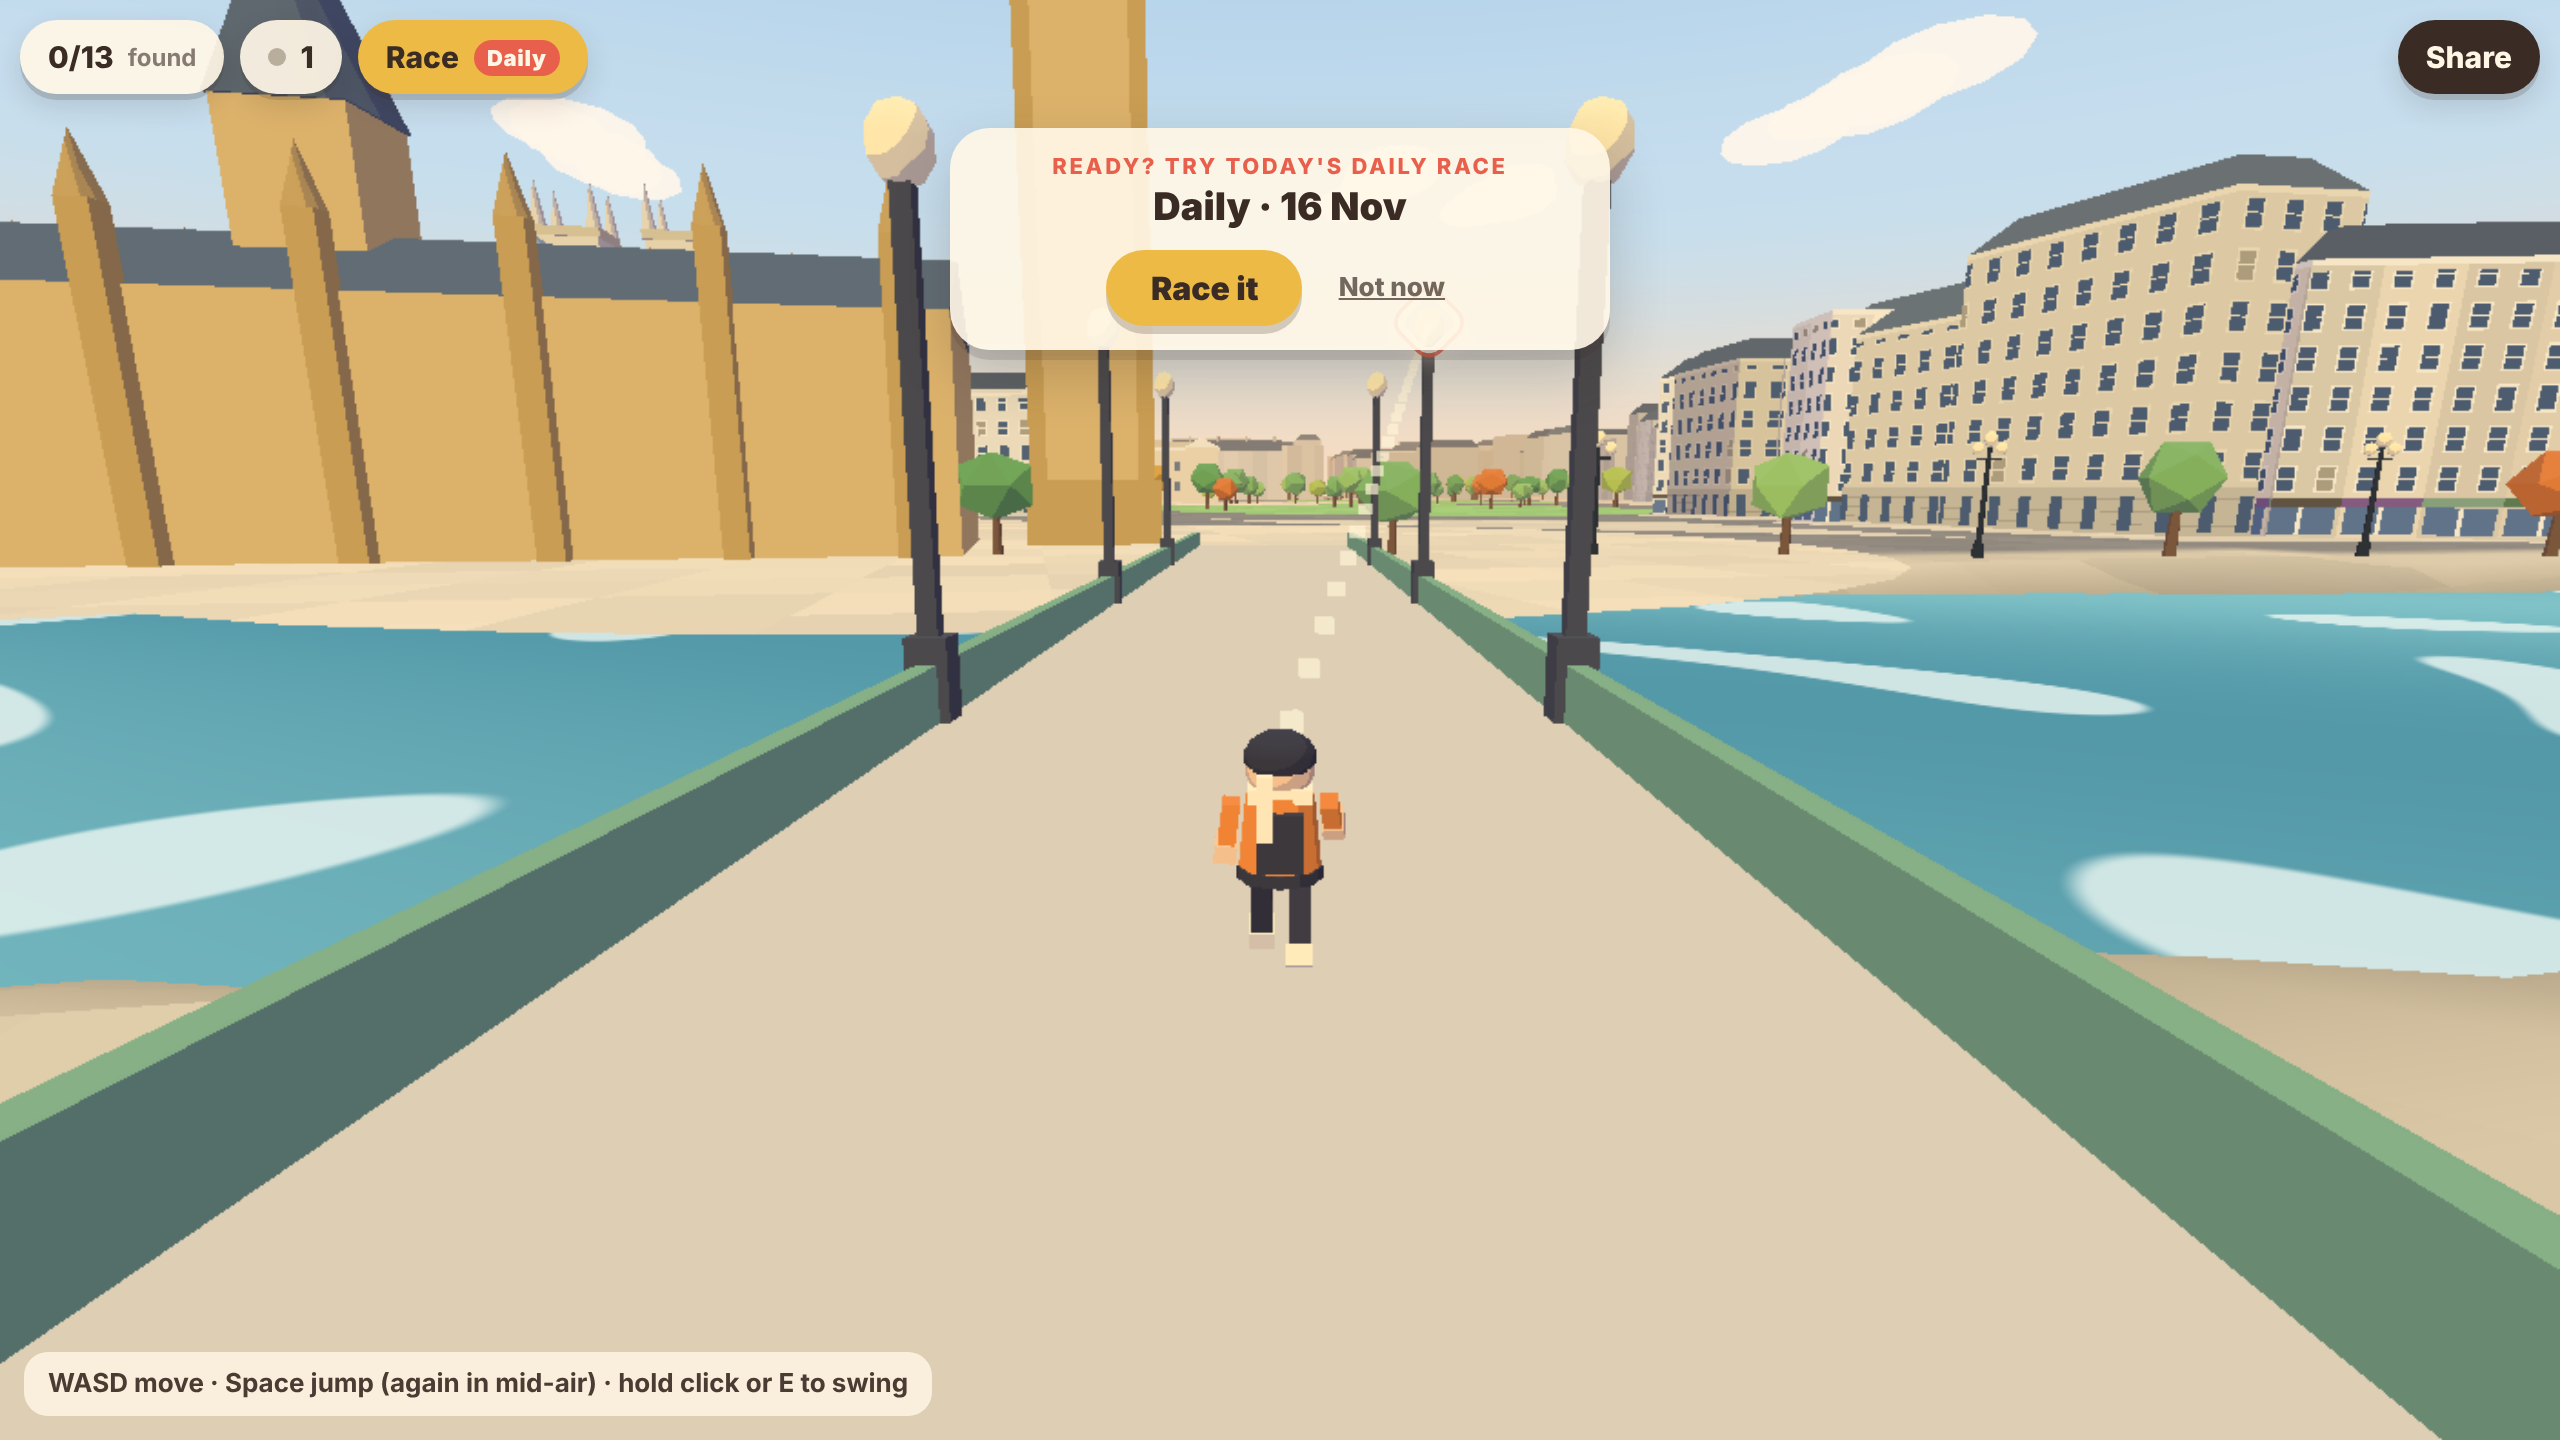 0/13 found
1
Race Daily
Share
READY? TRY TODAY'S DAILY RACE
Daily · 16 Nov
Race it
Not now
WASD move · Space jump (again in mid-air) · hold click or E to swing